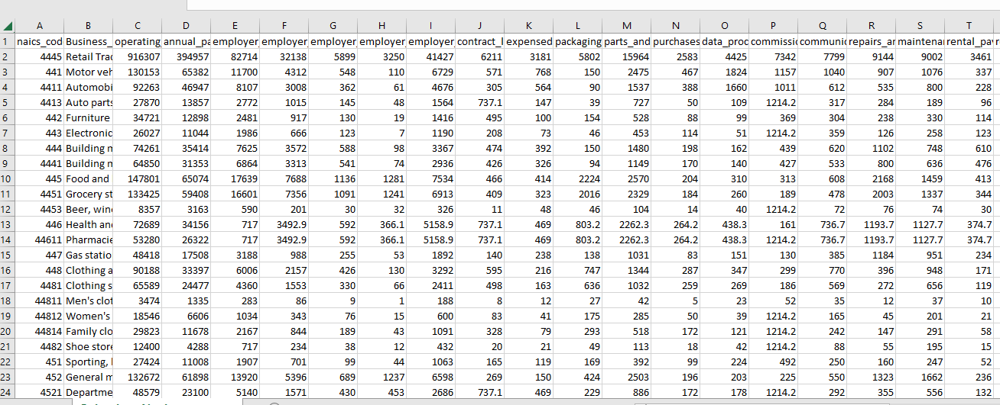 A B C D E F G H I J K L M N O P Q R S T
1 naics_cod Business_ operating annual_pa employer employer employer employer employer contract_l expensed packaging parts_and purchases data_proc commissio communic repairs_ar maintenar rental_pay
2 4445 Retail Trac 916307 394957 82714 32138 5899 3250 41427 6211 3181 5802 15964 2583 4425 7342 7799 9144 9002 3461
3 441 Motor veh 130153 65382 11700 4312 548 110 6729 571 768 150 2475 467 1824 1157 1040 907 1076 337
4 4411 Automobi 92263 46947 8107 3008 362 61 4676 305 564 90 1537 388 1660 1011 612 535 800 228
5 4413 Auto parts 27870 13857 2772 1015 145 48 1564 737.1 147 39 727 50 109 1214.2 317 284 189 96
6 442 Furniture 34721 12898 2481 917 130 19 1416 495 100 154 528 88 99 369 304 238 330 114
7 443 Electronic 26027 11044 1986 666 123 7 1190 208 73 46 453 114 51 1214.2 359 126 258 123
8 444 Building m 74261 35414 7625 3572 588 98 3367 474 392 150 1480 198 162 439 620 1102 748 610
9 4441 Building m 64850 31353 6864 3313 541 74 2936 426 326 94 1149 170 140 427 533 800 636 476
10 445 Food and 147801 65074 17639 7688 1136 1281 7534 466 414 2224 2570 204 310 313 608 2168 1459 413
11 4451 Grocery st 133425 59408 16601 7356 1091 1241 6913 409 323 2016 2329 184 260 189 478 2003 1337 344
12 4453 Beer, wine 8357 3163 590 201 30 32 326 11 48 46 104 14 40 1214.2 72 76 74 30
13 446 Health and 72689 34156 717 3492.9 592 366.1 5158.9 737.1 469 803.2 2262.3 264.2 438.3 161 736.7 1193.7 1127.7 374.7
14 44611 Pharmacie 53280 26322 717 3492.9 592 366.1 5158.9 737.1 469 803.2 2262.3 264.2 438.3 1214.2 736.7 1193.7 1127.7 374.7
15 447 Gas statio 48418 17508 3188 988 255 53 1892 140 238 138 1031 83 151 130 385 1184 951 234
16 448 Clothing a 90188 33397 6006 2157 426 130 3292 595 216 747 1344 287 347 299 770 396 948 171
17 4481 Clothing s 65589 24477 4360 1553 330 66 2411 498 163 636 1032 259 269 186 569 272 656 119
18 44811 Men's clot 3474 1335 283 86 9 1 188 8 12 27 42 5 23 52 35 12 37 10
19 44812 Women's 18546 6606 1034 343 76 15 600 83 41 175 285 50 39 1214.2 165 45 201 21
20 44814 Family clo 29823 11678 2167 844 189 43 1091 328 79 293 518 172 121 1214.2 242 147 291 58
21 4482 Shoe store 12400 4288 717 234 38 12 432 20 21 49 113 18 42 1214.2 88 55 195 15
22 451 Sporting, 27424 11008 1907 701 99 44 1063 165 119 169 392 99 224 492 250 160 247 52
23 452 General m 132672 61898 13920 5396 689 1237 6598 269 150 424 2503 196 203 225 550 1323 1662 236
24 4521 Departme 48579 23100 5140 1571 430 453 2686 737.1 469 229 886 172 178 1214.2 292 355 556 132